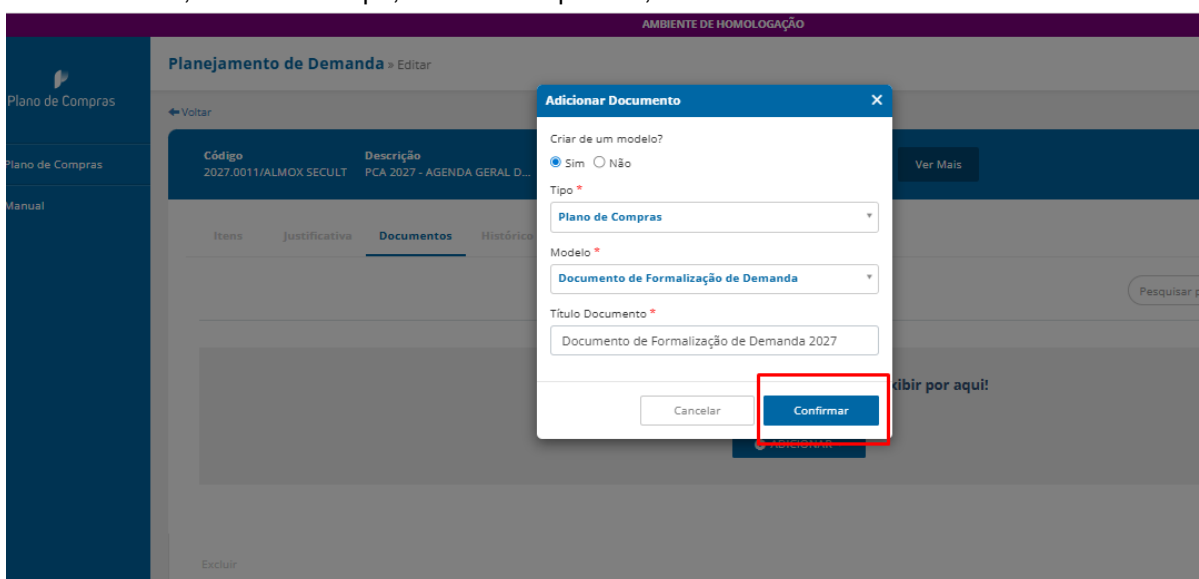 AMBIENTE DE HOMOLOGAÇÃO
Plano de Compras
Plano de Compras
Manual
Planejamento de Demanda » Editar
Voltar
Código
2027.0011/ALMOX SECULT
Descrição
PCA 2027 - AGENDA GERAL D...
Ver Mais
Itens Justificativa Documentos Histórico
Pesquisar
Adicionar Documento X
Criar de um modelo?
Sim Não
Tipo *
Plano de Compras
Modelo *
Documento de Formalização de Demanda
Título Documento *
Documento de Formalização de Demanda 2027
Cancelar Confirmar
xibir por aqui!
ADICIONAR
Excluir